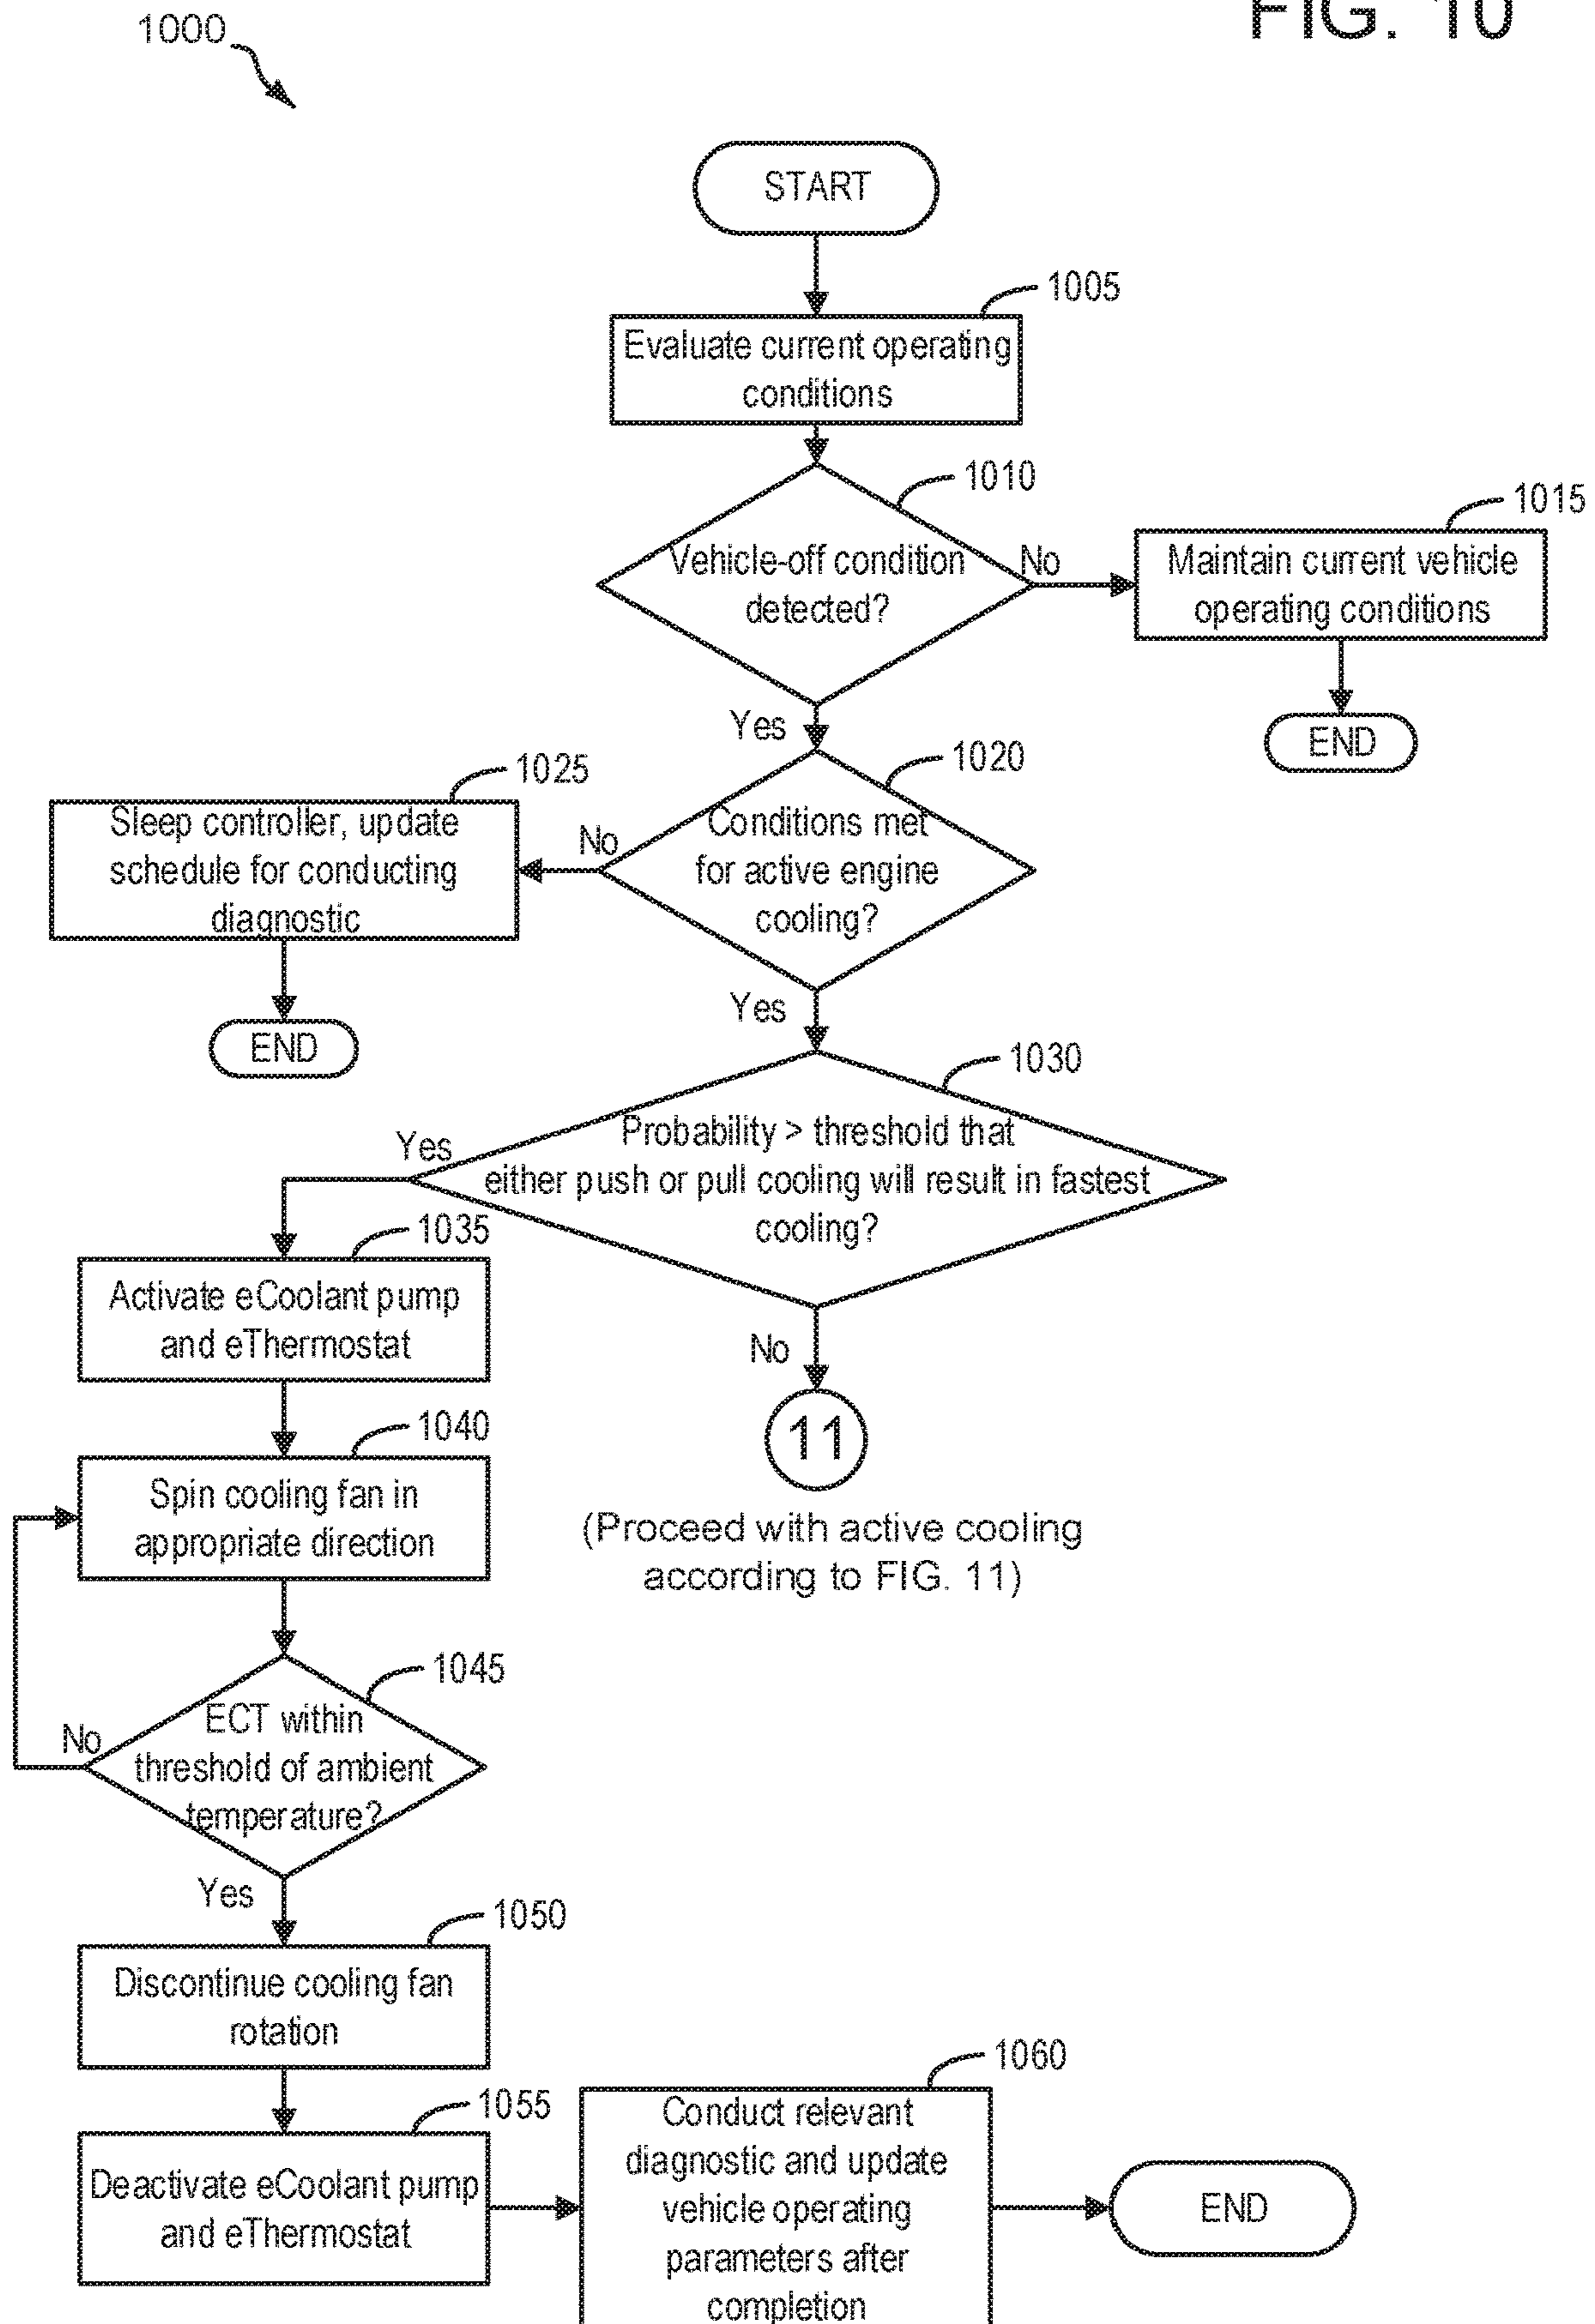 FIG. 10
1000
START
1005
Evaluate current operating
conditions
1010
Vehicle-off condition
detected?
No
1015
Maintain current vehicle
operating conditions
END
Yes
1020
Conditions met
for active engine
cooling?
No
1025
Sleep controller, update
schedule for conducting
diagnostic
END
Yes
1030
Probability > threshold that
either push or pull cooling will result in fastest
cooling?
Yes
No
11
(Proceed with active cooling
according to FIG. 11)
1035
Activate eCoolant pump
and eThermostat
1040
Spin cooling fan in
appropriate direction
1045
ECT within
threshold of ambient
temperature?
No
Yes
1050
Discontinue cooling fan
rotation
1055
Deactivate eCoolant pump
and eThermostat
1060
Conduct relevant
diagnostic and update
vehicle operating
parameters after
completion
END